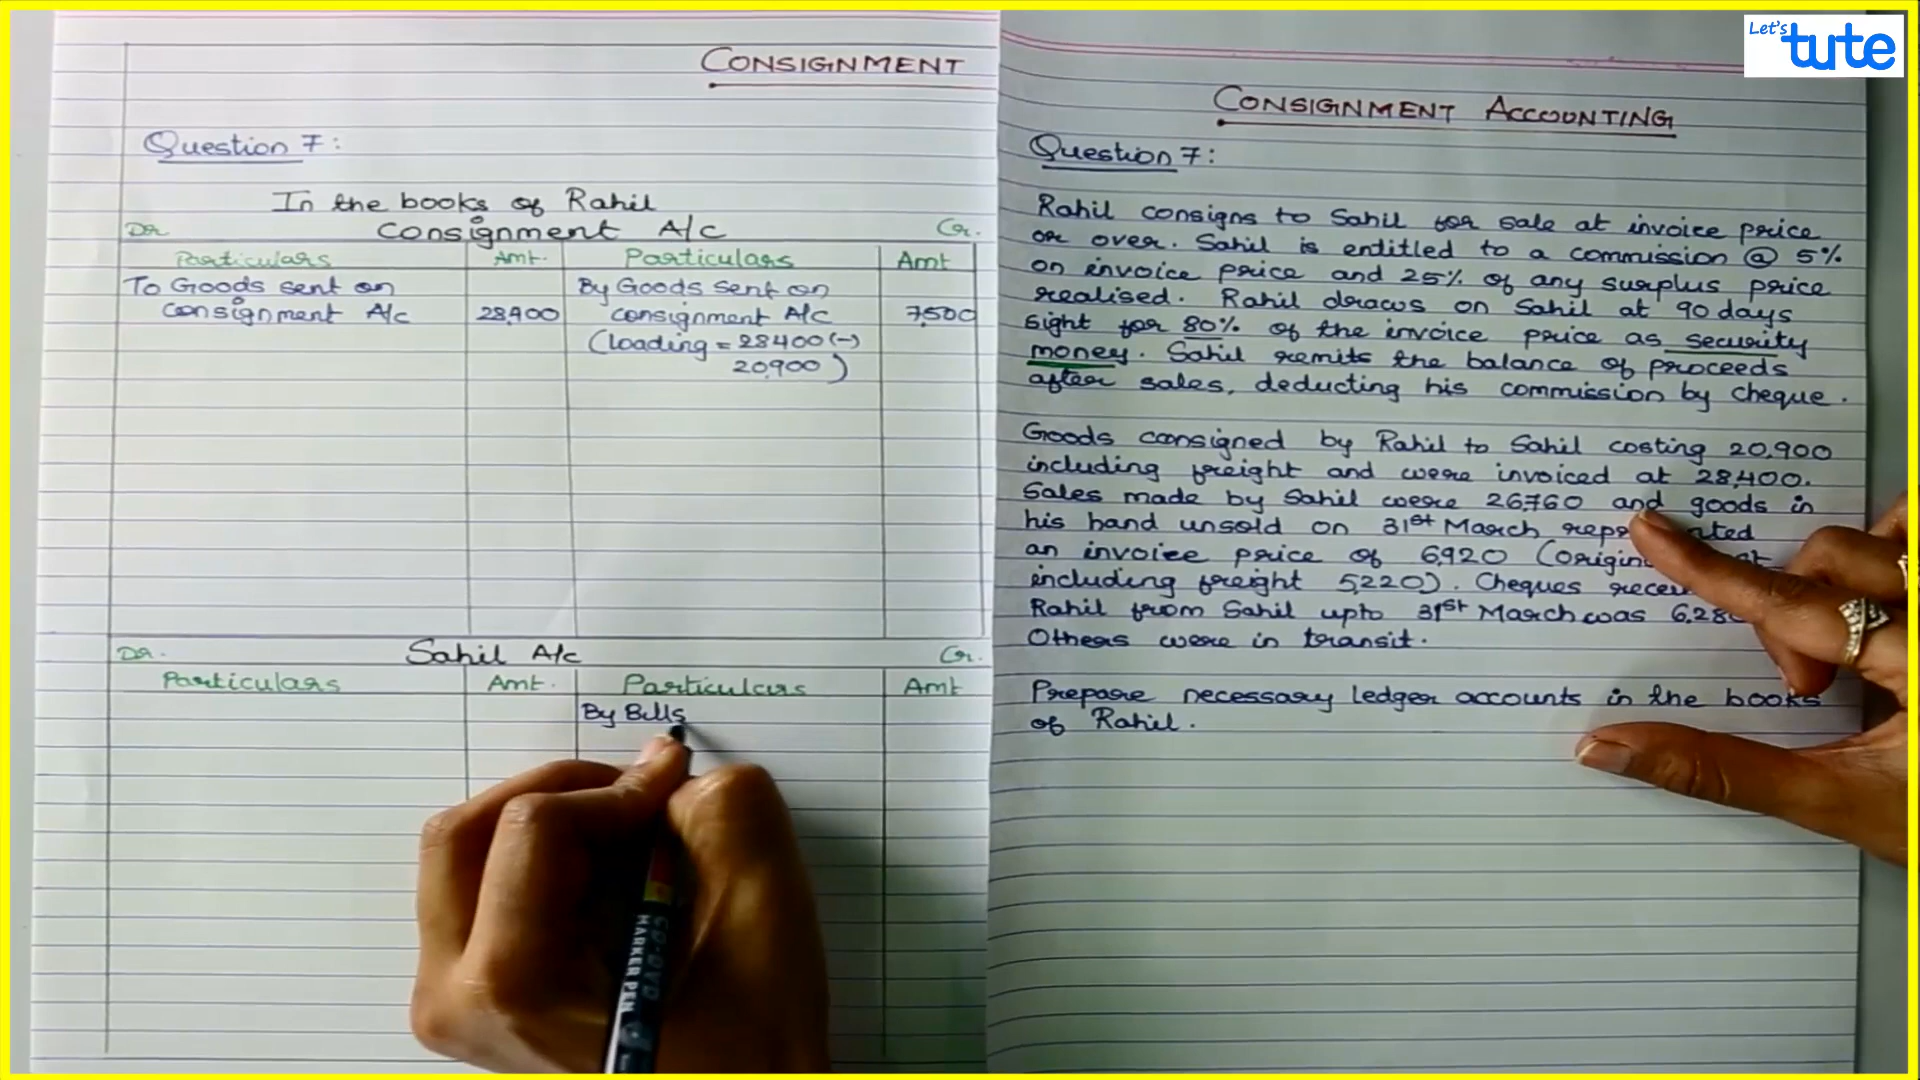 Let's tute
CONSIGNMENT
Question 7:
In the books of Rahil
Dr Consignment A/c Cr.
Particulars Amt. Particulars Amt
To Goods sent on By Goods sent on
consignment A/c 28,400 consignment A/c 7,500
(loading = 28400 (-)
20,900)
Dr. Sahil A/c Cr.
Particulars Amt. Particulars Amt
By Bills
CD-DVD
MARKER PEN
CONSIGNMENT ACCOUNTING
Question 7:
Rahil consigns to Sahil for sale at invoice price
or over. Sahil is entitled to a commission @ 5%
on invoice price and 25% of any surplus price
realised. Rahil draws on Sahil at 90 days
sight for 80% of the invoice price as security
money. Sahil remits the balance of proceeds
after sales, deducting his commission by cheque.
Goods consigned by Rahil to Sahil costing 20,900
including freight and were invoiced at 28,400.
Sales made by Sahil were 26,760 and goods in
his hand unsold on 31st March
an invoice price of 6,920
including freight 5,220). Cheques
Rahil from Sahil upto 31st March was
Others were in transit.
Prepare necessary ledger accounts in the books
of Rahil.